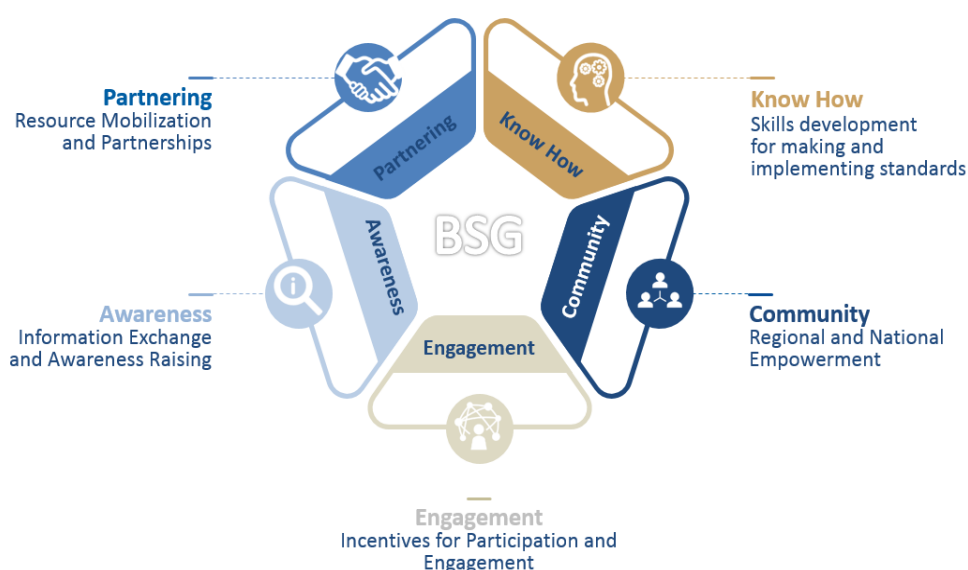 Partnering
Resource Mobilization
and Partnerships
Partnering
Know How
Know How
Skills development
for making and
implementing standards
BSG
Awareness
Community
Engagement
Awareness
Information Exchange
and Awareness Raising
Community
Regional and National
Empowerment
i
Engagement
Incentives for Participation and
Engagement